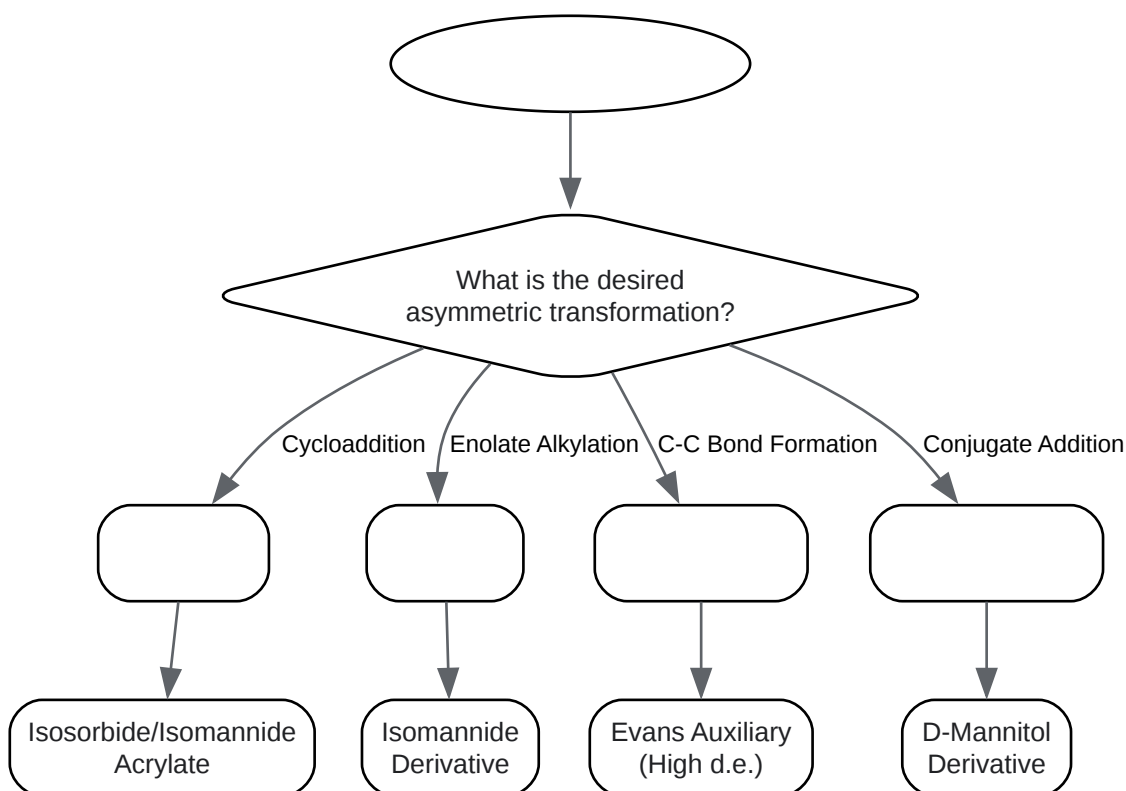 What is the desired
asymmetric transformation?
Cycloaddition
Enolate Alkylation
C-C Bond Formation
Conjugate Addition
Isosorbide/Isomannide
Acrylate
Isomannide
Derivative
Evans Auxiliary
(High d.e.)
D-Mannitol
Derivative